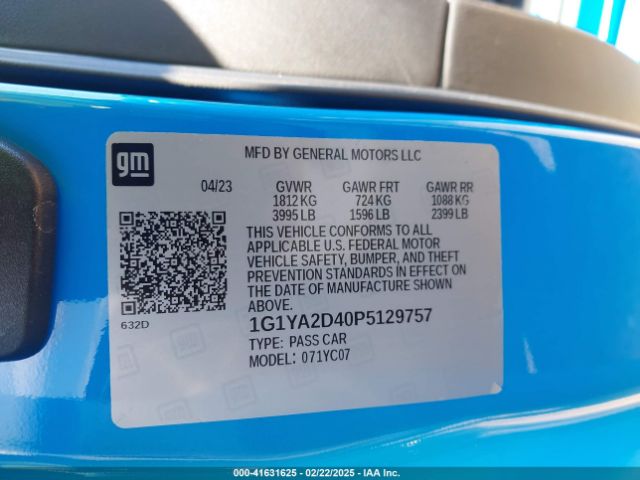 gm
MFD BY GENERAL MOTORS LLC
04/23 GVWR GAWR FRT GAWR RR
1812 KG 724 KG 1088 KG
3995 LB 1596 LB 2399 LB
THIS VEHICLE CONFORMS TO ALL
APPLICABLE U.S. FEDERAL MOTOR
VEHICLE SAFETY, BUMPER, AND THEFT
PREVENTION STANDARDS IN EFFECT ON
THE DATE OF MANUFACTURE SHOWN
ABOVE.
632D
1G1YA2D40P5129757
TYPE: PASS CAR
MODEL: 071YC07
000-41631625 - 02/22/2025 - IAA Inc.